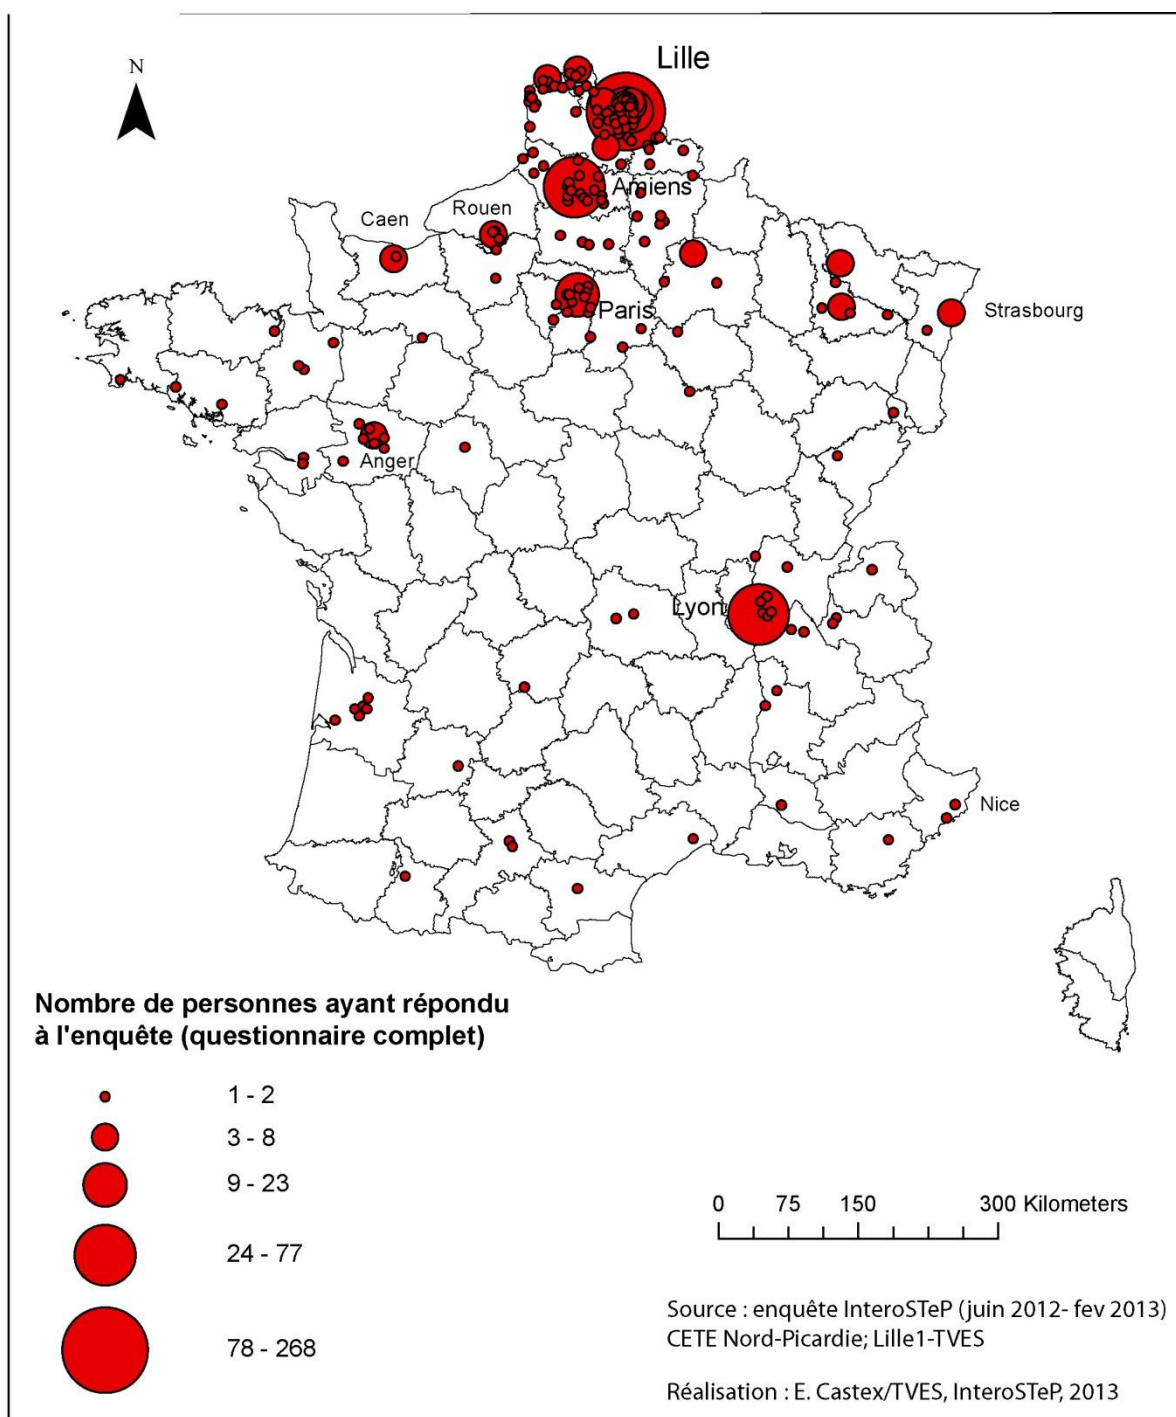 Lille
N
Amiens
Rouen
Caen
Paris
Strasbourg
Anger
Lyon
Nice
Nombre de personnes ayant répondu
à l'enquête (questionnaire complet)
1 - 2
3 - 8
9 - 23
24 - 77
78 - 268
0 75 150 300 Kilometers
Source : enquête InteroSTeP (juin 2012- fev 2013)
CETE Nord-Picardie; Lille1-TVES
Réalisation : E. Castex/TVES, InteroSTeP, 2013